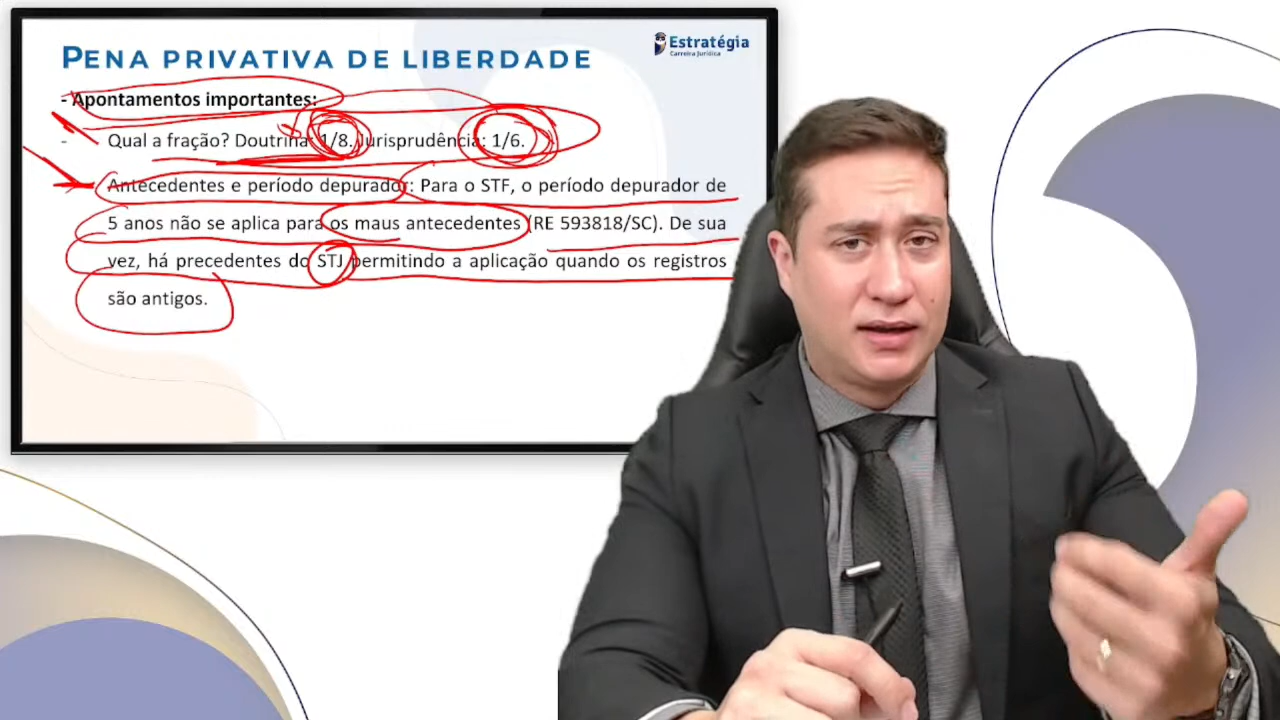 PENA PRIVATIVA DE LIBERDADE
Estratégia
Carreira Jurídica
- Apontamentos importantes:
- Qual a fração? Doutrina: 1/8. Jurisprudência: 1/6.
- Antecedentes e período depurador: Para o STF, o período depurador de
5 anos não se aplica para os maus antecedentes (RE 593818/SC). De sua
vez, há precedentes do STJ permitindo a aplicação quando os registros
são antigos.